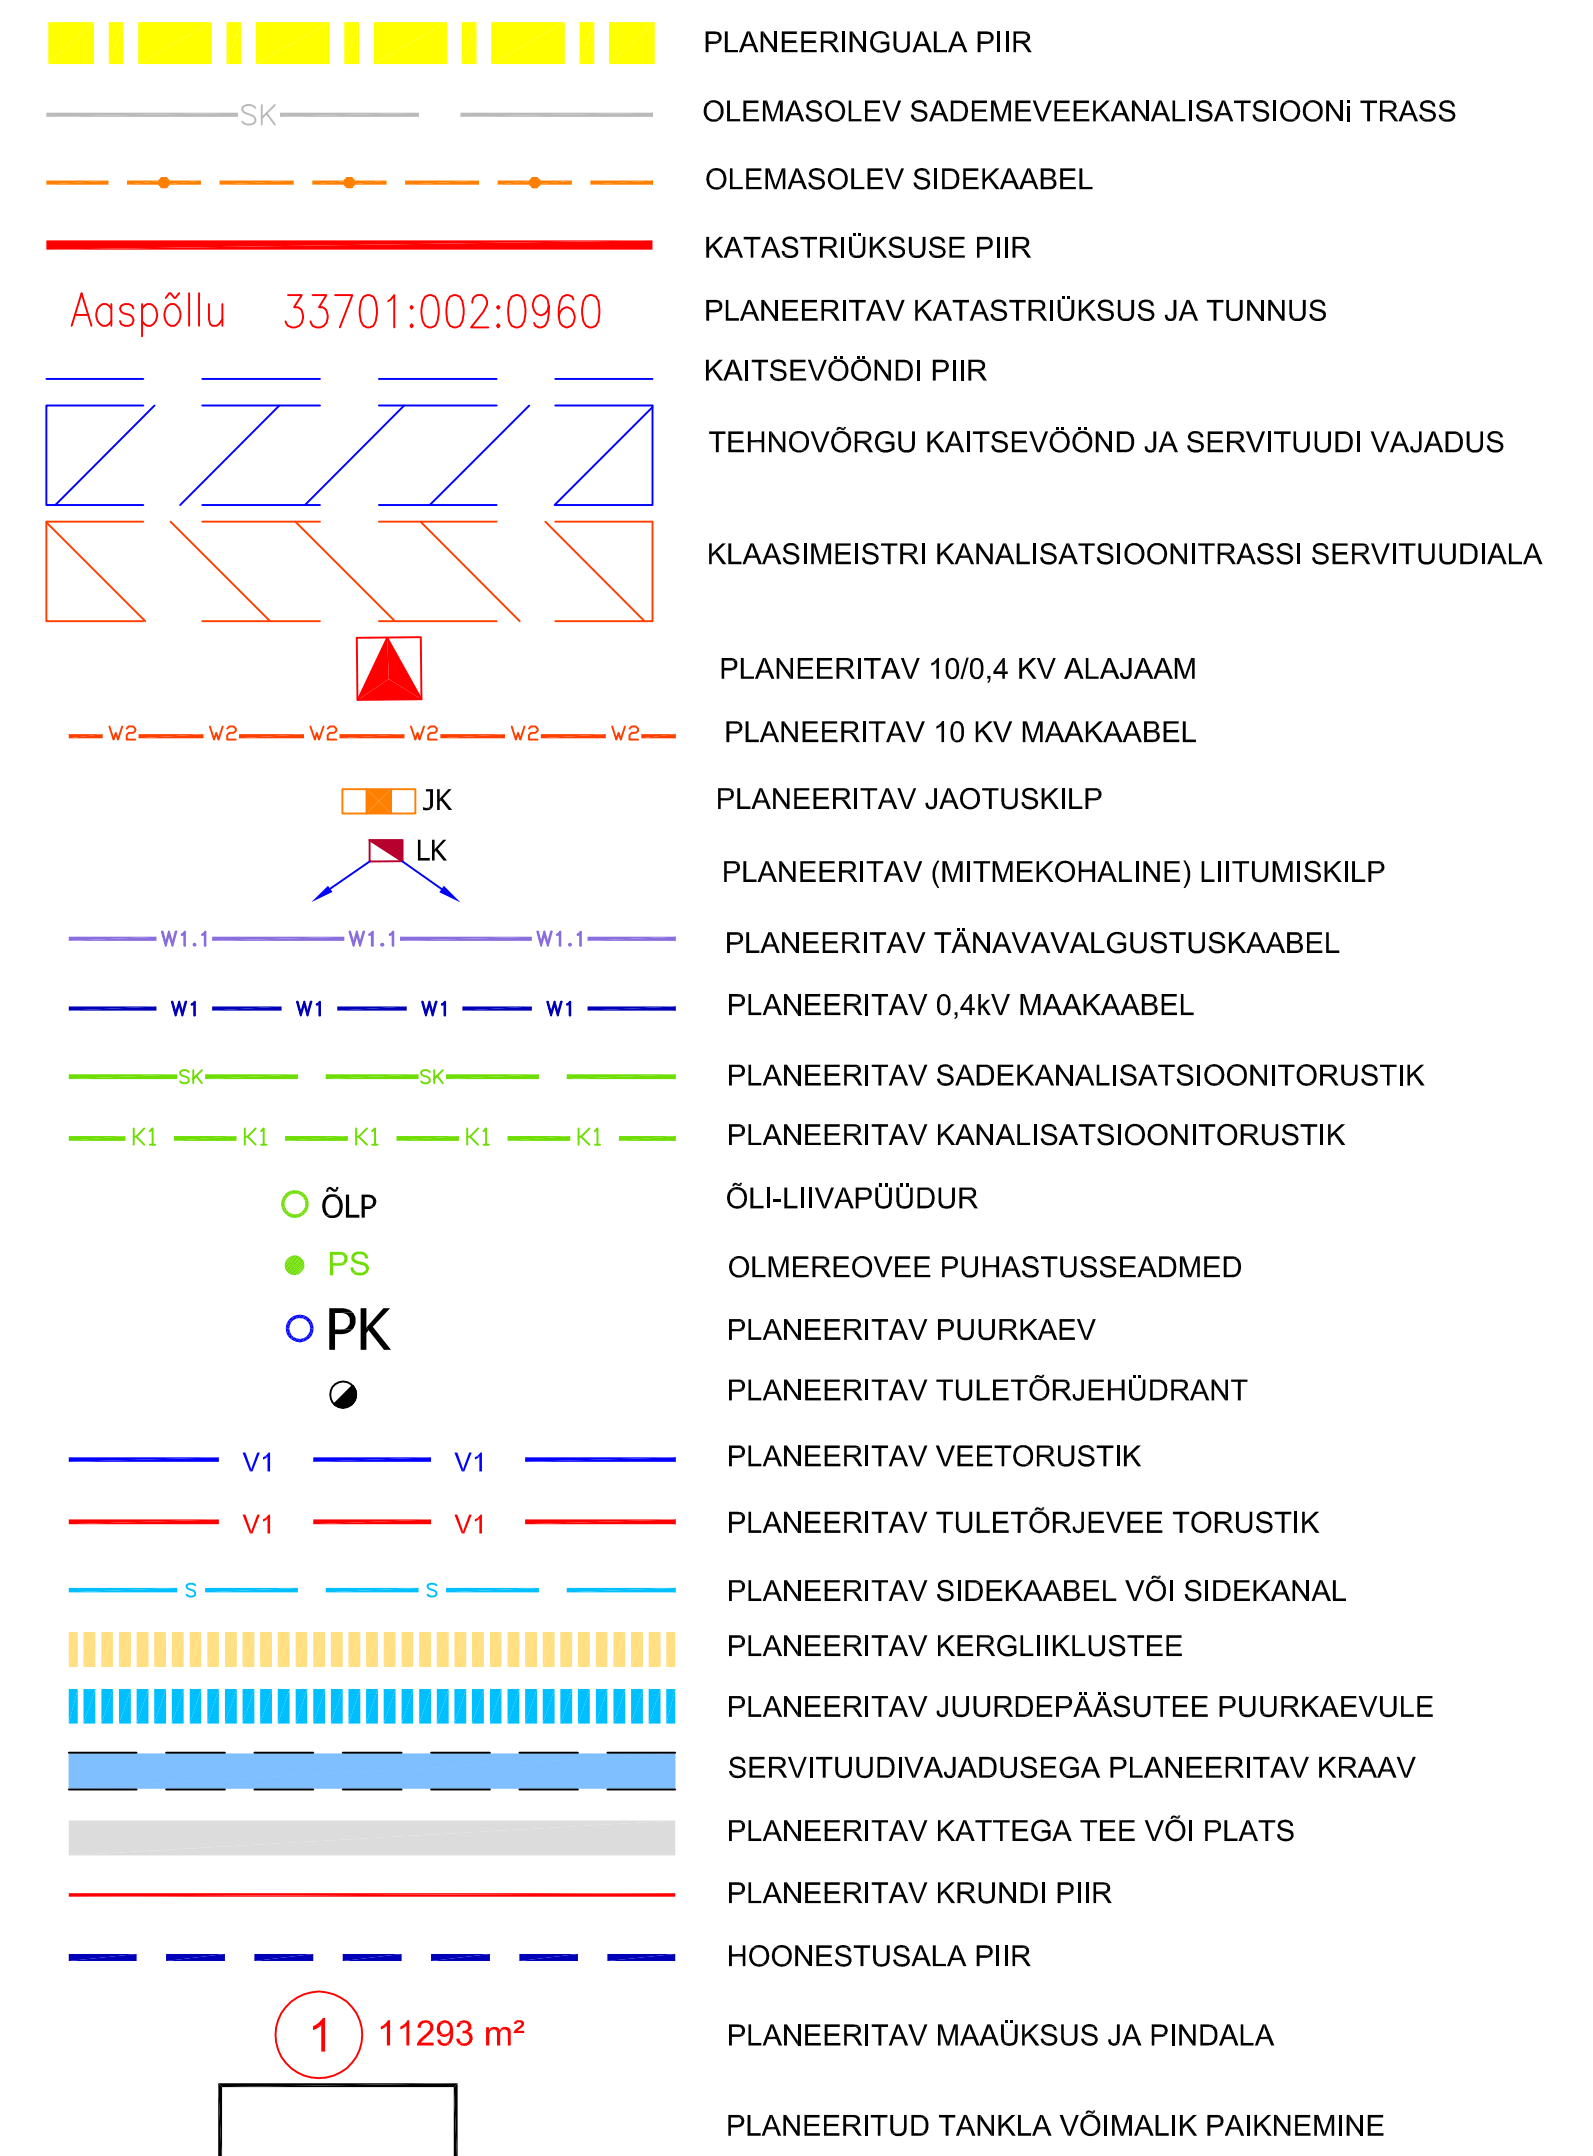 PLANEERINGUALA PIIR
SK OLEMASOLEV SADEMEVEEKANALISATSIOONi TRASS
OLEMASOLEV SIDEKAABEL
KATASTRIÜKSUSE PIIR
Aaspõllu 33701:002:0960 PLANEERITAV KATASTRIÜKSUS JA TUNNUS
KAITSEVÖÖNDI PIIR
TEHNOVÕRGU KAITSEVÖÖND JA SERVITUUDI VAJADUS
KLAASIMEISTRI KANALISATSIOONITRASSI SERVITUUDIALA
PLANEERITAV 10/0,4 KV ALAJAAM
W2 W2 W2 W2 W2 W2 PLANEERITAV 10 KV MAAKAABEL
JK PLANEERITAV JAOTUSKILP
LK PLANEERITAV (MITMEKOHALINE) LIITUMISKILP
W1.1 W1.1 W1.1 PLANEERITAV TÄNAVAVALGUSTUSKAABEL
W1 W1 W1 W1 PLANEERITAV 0,4kV MAAKAABEL
SK SK PLANEERITAV SADEKANALISATSIOONITORUSTIK
K1 K1 K1 K1 K1 PLANEERITAV KANALISATSIOONITORUSTIK
ÕLP ÕLI-LIIVAPÜÜDUR
PS OLMEREOVEE PUHASTUSSEADMED
PK PLANEERITAV PUURKAEV
PLANEERITAV TULETÕRJEHÜDRANT
V1 V1 PLANEERITAV VEETORUSTIK
V1 V1 PLANEERITAV TULETÕRJEVEE TORUSTIK
S S PLANEERITAV SIDEKAABEL VÕI SIDEKANAL
PLANEERITAV KERGLIIKLUSTEE
PLANEERITAV JUURDEPÄÄSUTEE PUURKAEVULE
SERVITUUDIVAJADUSEGA PLANEERITAV KRAAV
PLANEERITAV KATTEGA TEE VÕI PLATS
PLANEERITAV KRUNDI PIIR
HOONESTUSALA PIIR
1 11293 m² PLANEERITAV MAAÜKSUS JA PINDALA
PLANEERITUD TANKLA VÕIMALIK PAIKNEMINE